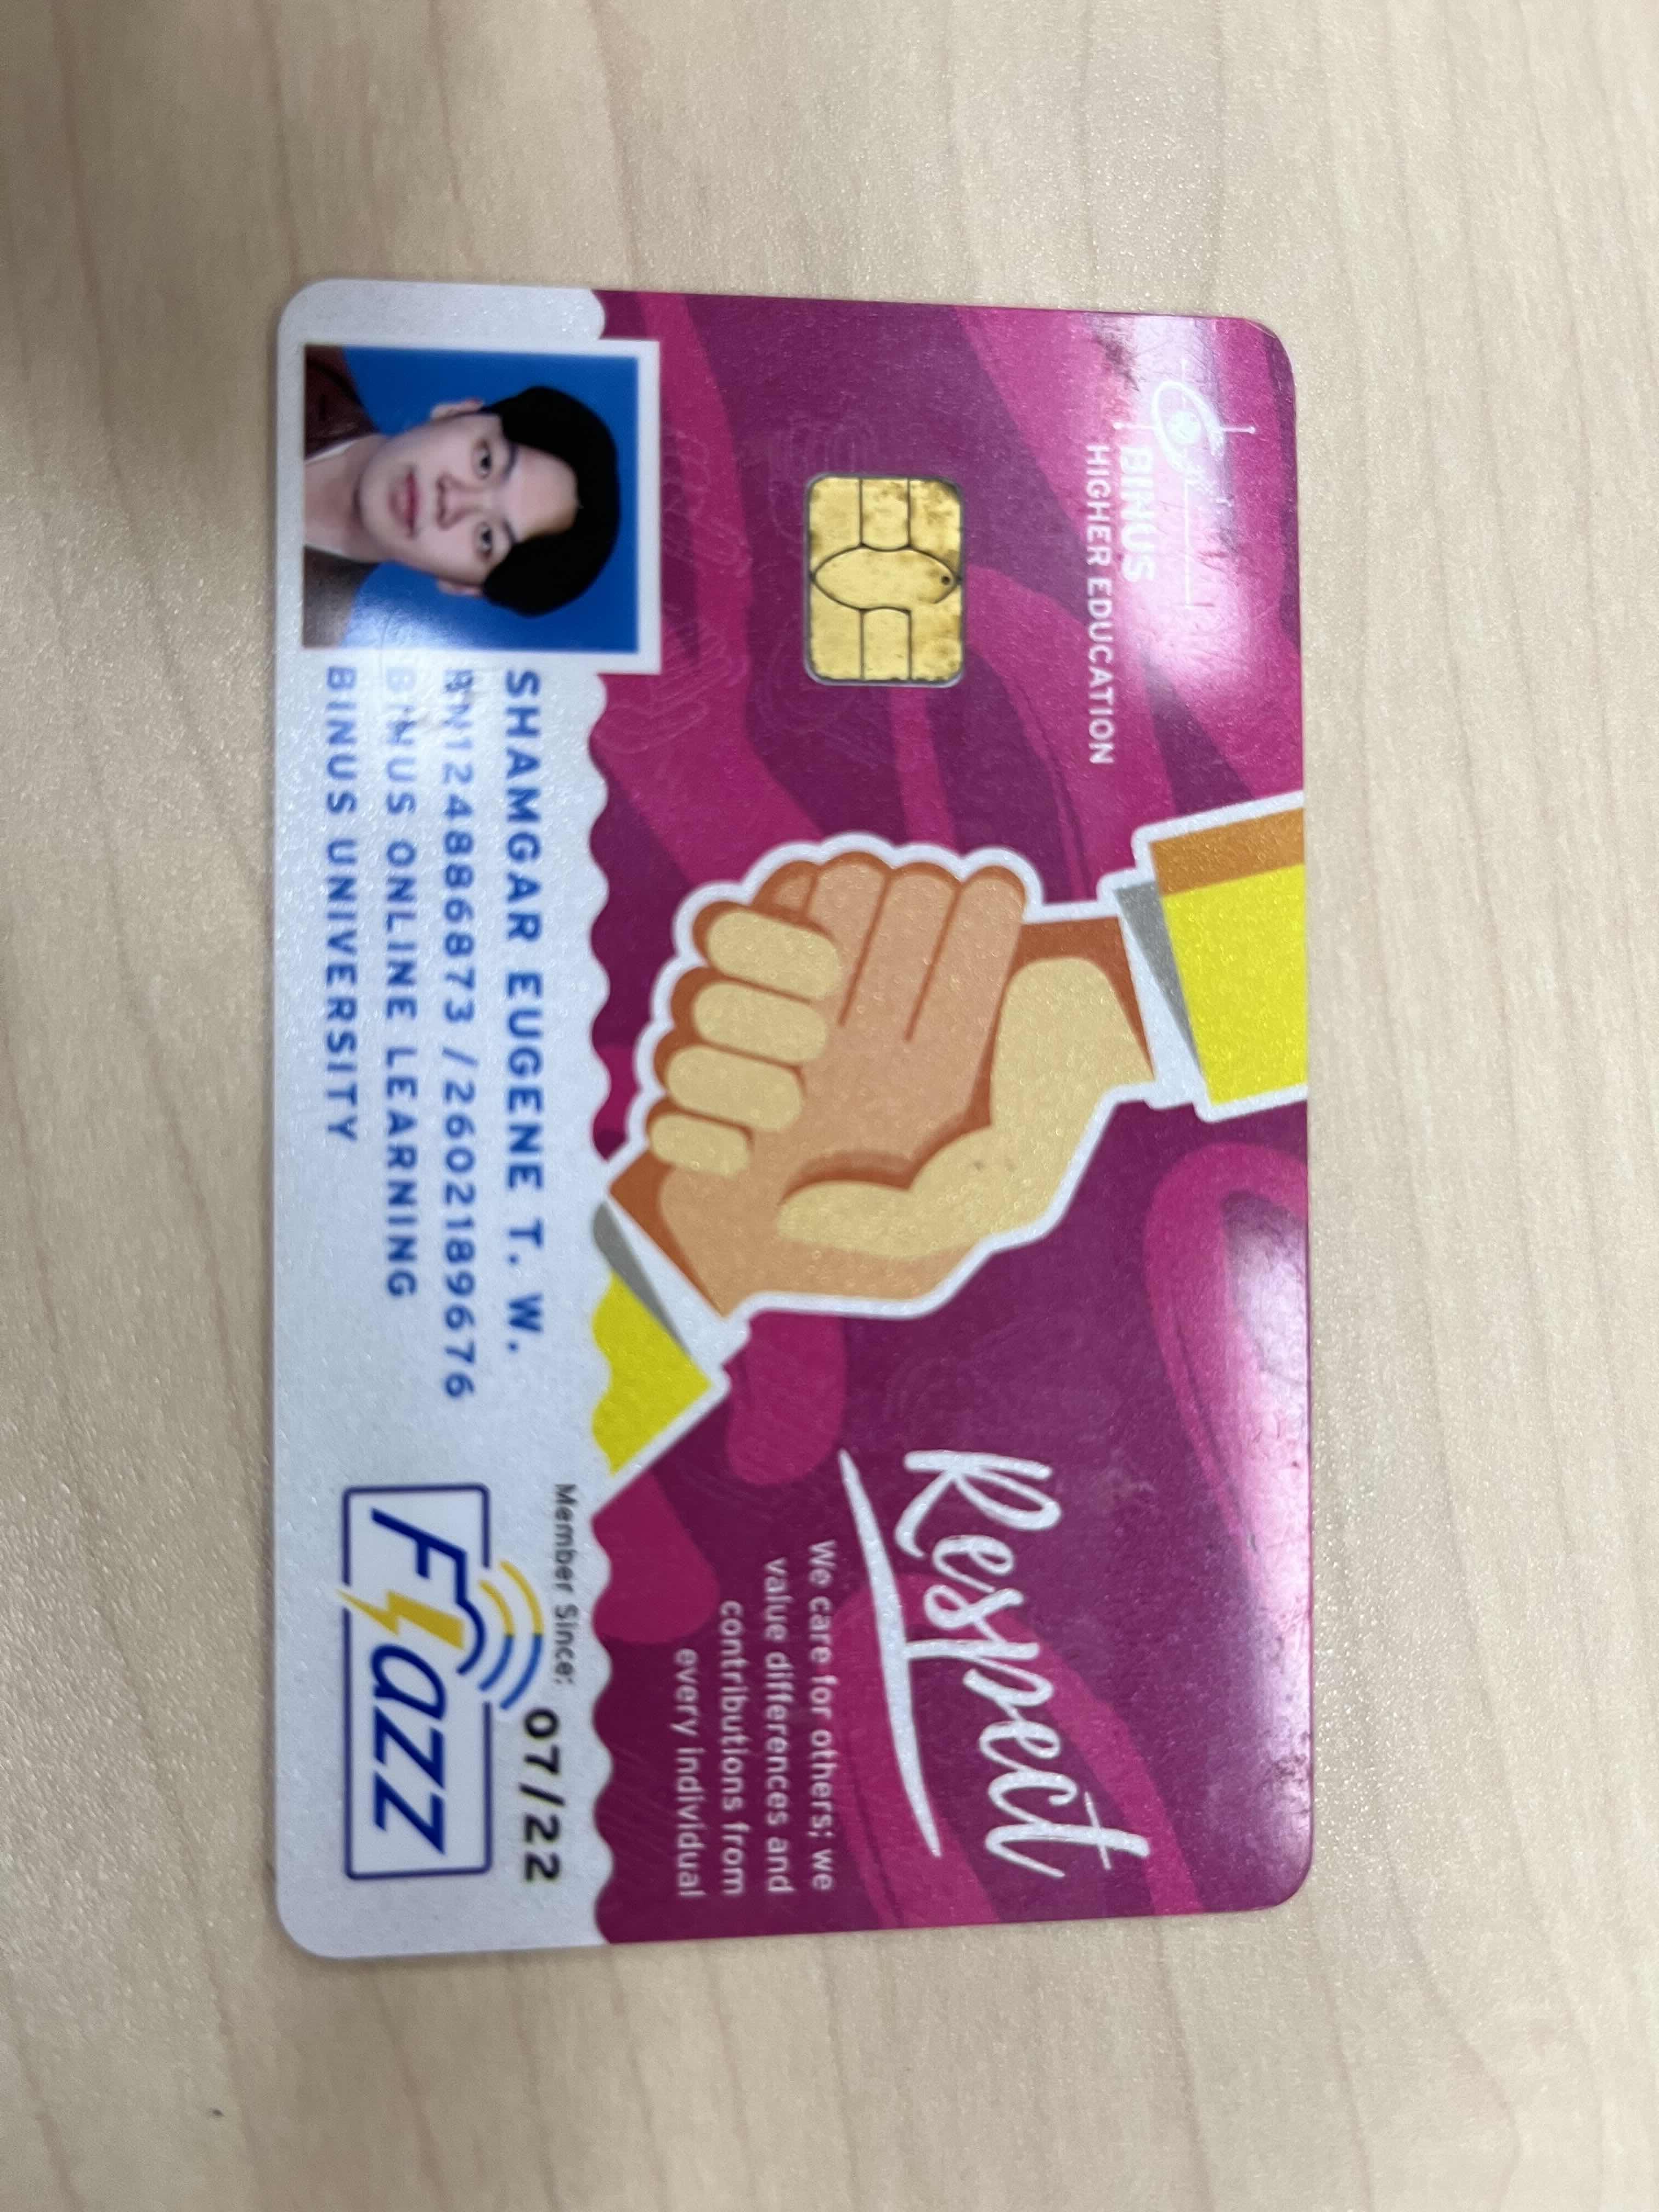 BINUS
HIGHER EDUCATION
Respect
We care for others; we
value differences and
contributions from
every individual
Member Since: 07/22
SHAMGAR EUGENE T. W.
BN124886873 /2602189676
BINUS ONLINE LEARNING
BINUS UNIVERSITY
Flazz